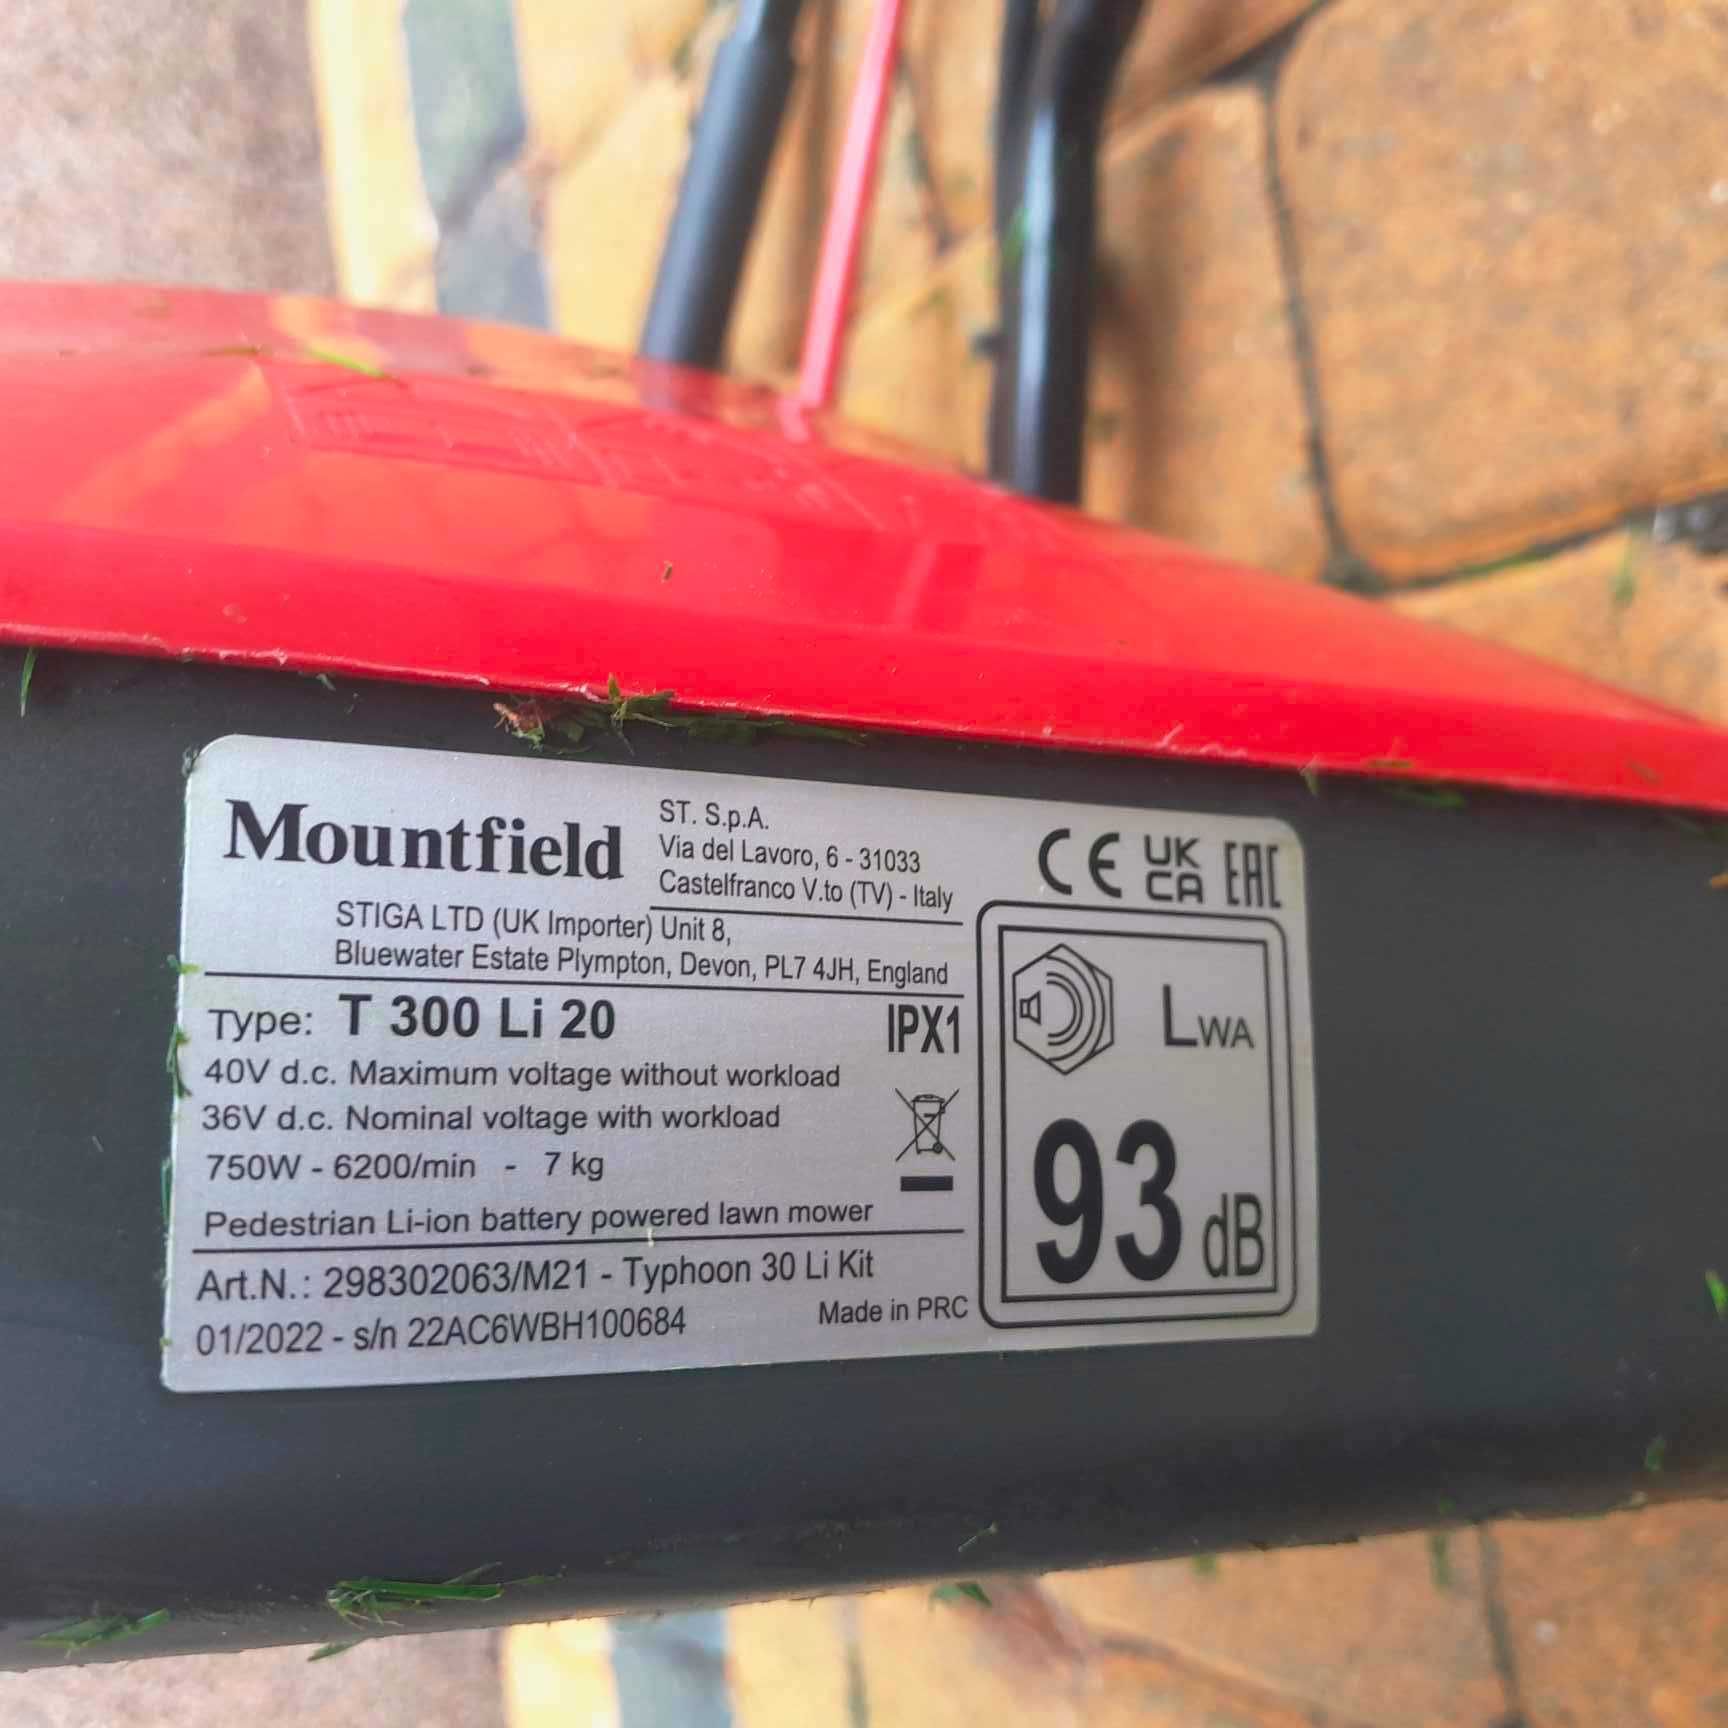 Mountfield
ST. S.p.A.
Via del Lavoro, 6 - 31033
Castelfranco V.to (TV) - Italy
STIGA LTD (UK Importer) Unit 8,
Bluewater Estate Plympton, Devon, PL7 4JH, England
CE UK CA EAC
Type: T 300 Li 20
IPX1
40V d.c. Maximum voltage without workload
36V d.c. Nominal voltage with workload
750W - 6200/min - 7 kg
Pedestrian Li-ion battery powered lawn mower
Art.N.: 298302063/M21 - Typhoon 30 Li Kit
01/2022 - s/n 22AC6WBH100684
Made in PRC
LWA
93 dB